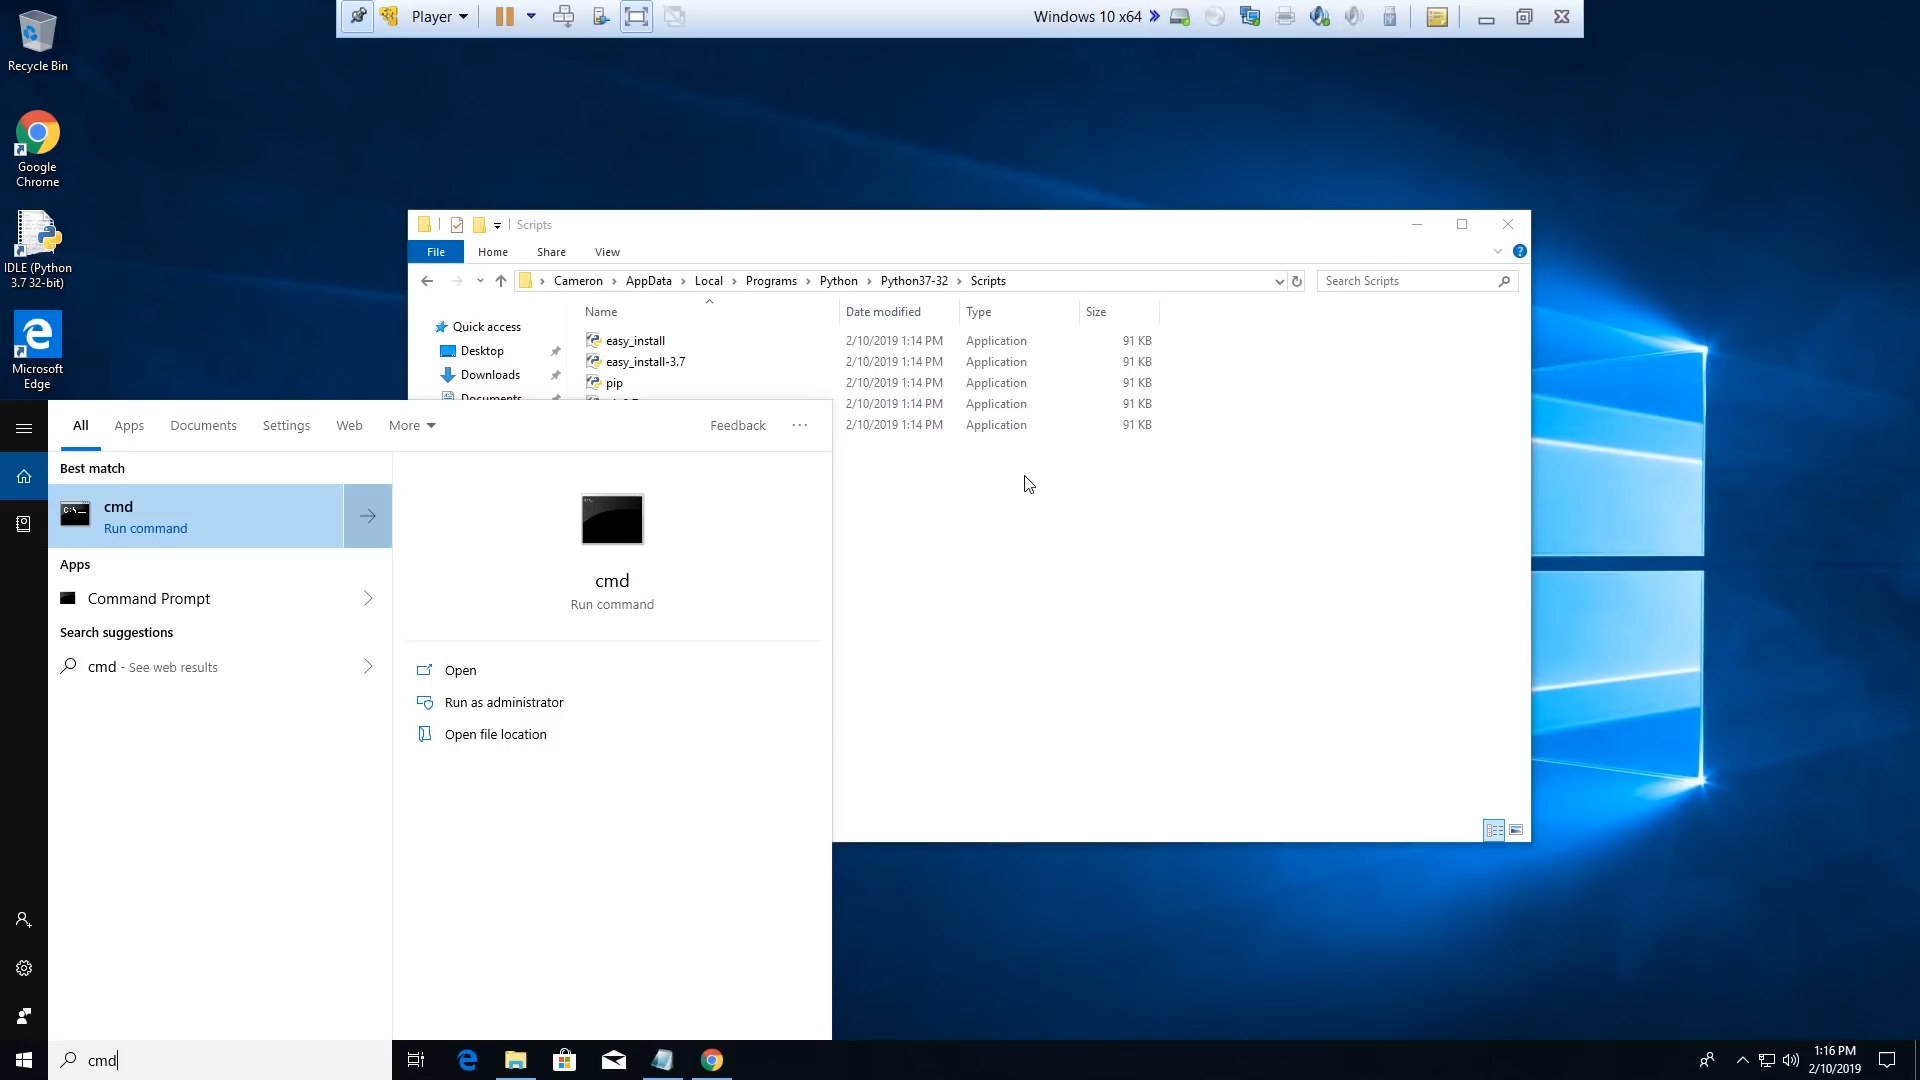 Player
Windows 10 x64
Recycle Bin
Google
Chrome
IDLE (Python
3.7 32-bit)
Microsoft
Edge
Scripts
File
Home
Share
View
Cameron
AppData
Local
Programs
Python
Python37-32
Scripts
Search Scripts
Name
Date modified
Type
Size
Quick access
Desktop
Downloads
Documents
easy_install 2/10/2019 1:14 PM Application 91 KB
easy_install-3.7 2/10/2019 1:14 PM Application 91 KB
pip 2/10/2019 1:14 PM Application 91 KB
2/10/2019 1:14 PM Application 91 KB
2/10/2019 1:14 PM Application 91 KB
All
Apps
Documents
Settings
Web
More
Feedback
Best match
cmd
Run command
Apps
Command Prompt
Search suggestions
cmd - See web results
cmd
Run command
Open
Run as administrator
Open file location
cmd
1:16 PM
2/10/2019